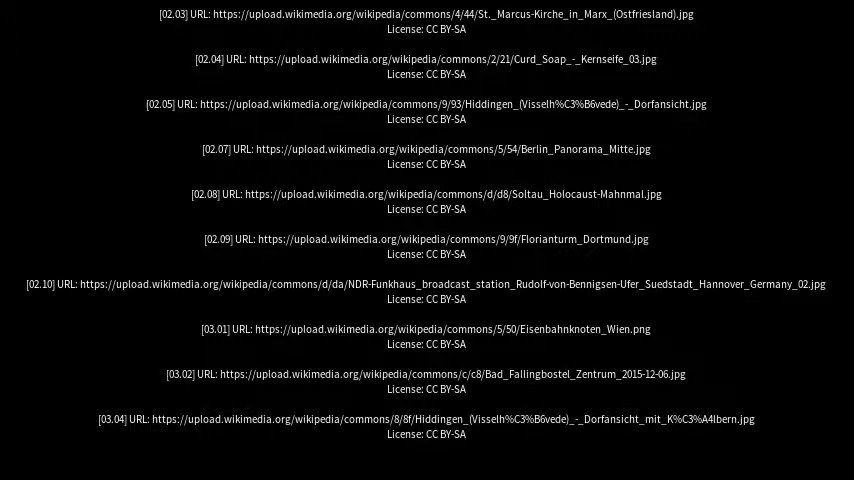 [02.03] URL: https://upload.wikimedia.org/wikipedia/commons/4/44/St._Marcus-Kirche_in_Marx_(Ostfriesland).jpg
License: CC BY-SA
[02.04] URL: https://upload.wikimedia.org/wikipedia/commons/2/21/Curd_Soap_-_Kernseife_03.jpg
License: CC BY-SA
[02.05] URL: https://upload.wikimedia.org/wikipedia/commons/9/93/Hiddingen_(Visselh%C3%B6vede)_-_Dorfansicht.jpg
License: CC BY-SA
[02.07] URL: https://upload.wikimedia.org/wikipedia/commons/5/54/Berlin_Panorama_Mitte.jpg
License: CC BY-SA
[02.08] URL: https://upload.wikimedia.org/wikipedia/commons/d/d8/Soltau_Holocaust-Mahnmal.jpg
License: CC BY-SA
[02.09] URL: https://upload.wikimedia.org/wikipedia/commons/9/9f/Florianturm_Dortmund.jpg
License: CC BY-SA
[02.10] URL: https://upload.wikimedia.org/wikipedia/commons/d/da/NDR-Funkhaus_broadcast_station_Rudolf-von-Bennigsen-Ufer_Suedstadt_Hannover_Germany_02.jpg
License: CC BY-SA
[03.01] URL: https://upload.wikimedia.org/wikipedia/commons/5/50/Eisenbahnknoten_Wien.png
License: CC BY-SA
[03.02] URL: https://upload.wikimedia.org/wikipedia/commons/c/c8/Bad_Fallingbostel_Zentrum_2015-12-06.jpg
License: CC BY-SA
[03.04] URL: https://upload.wikimedia.org/wikipedia/commons/8/8f/Hiddingen_(Visselh%C3%B6vede)_-_Dorfansicht_mit_K%C3%A4lbern.jpg
License: CC BY-SA